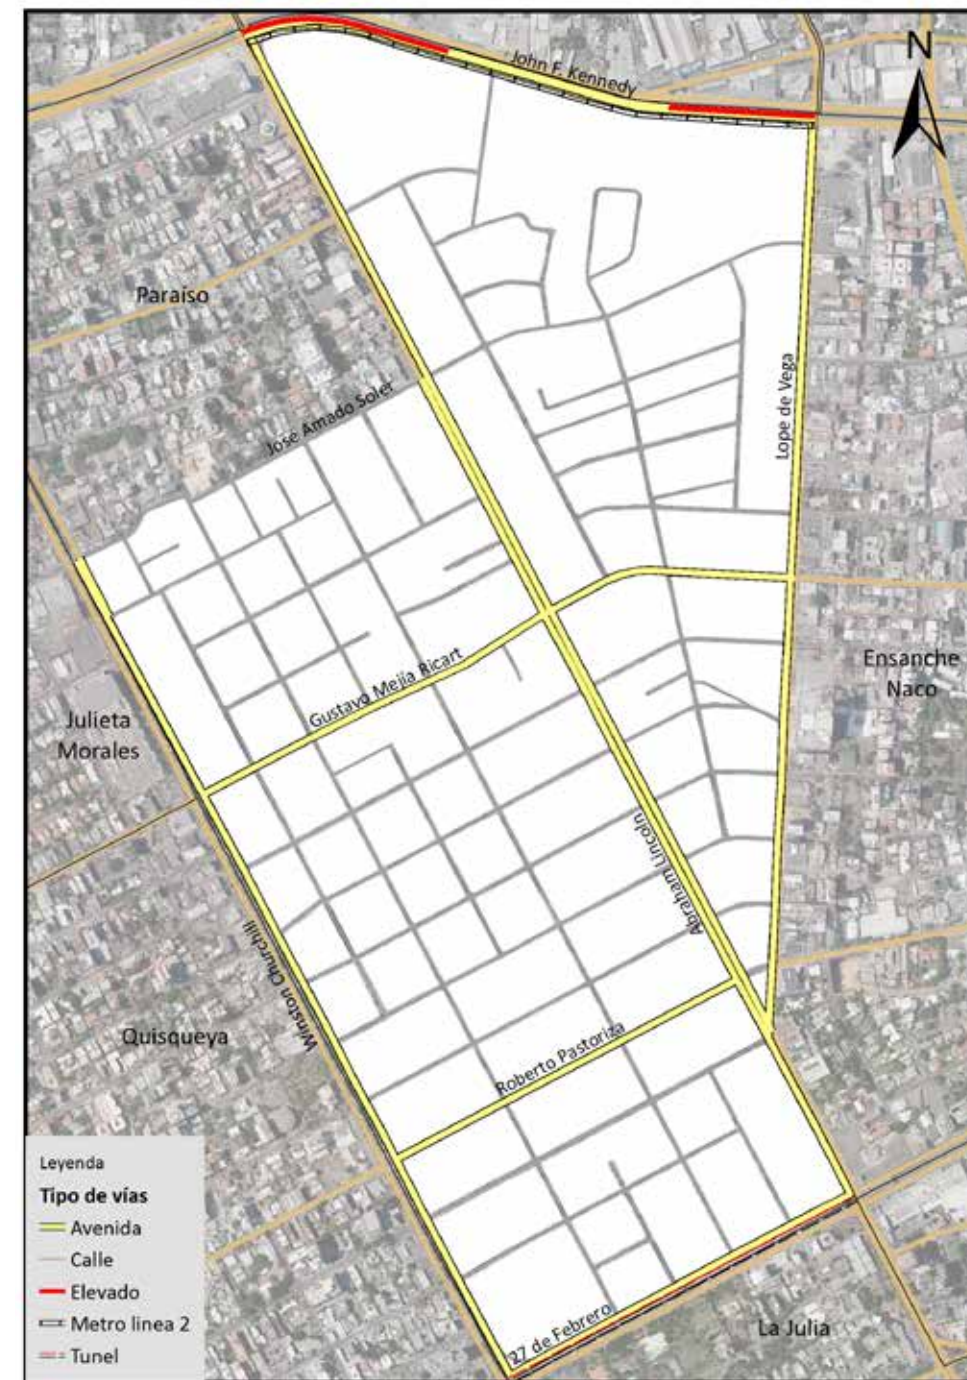 N
John F. Kennedy
Paraíso
Lope de Vega
Jose Amado Soler
Ensanche
Naco
Gustavo Mejía Ricart
Julieta
Morales
Abraham Lincoln
Winston Churchill
Quisqueya
Roberto Pastoriza
Leyenda
Tipo de vías
Avenida
Calle
Elevado
Metro linea 2
Tunel
27 de Febrero
La Julia